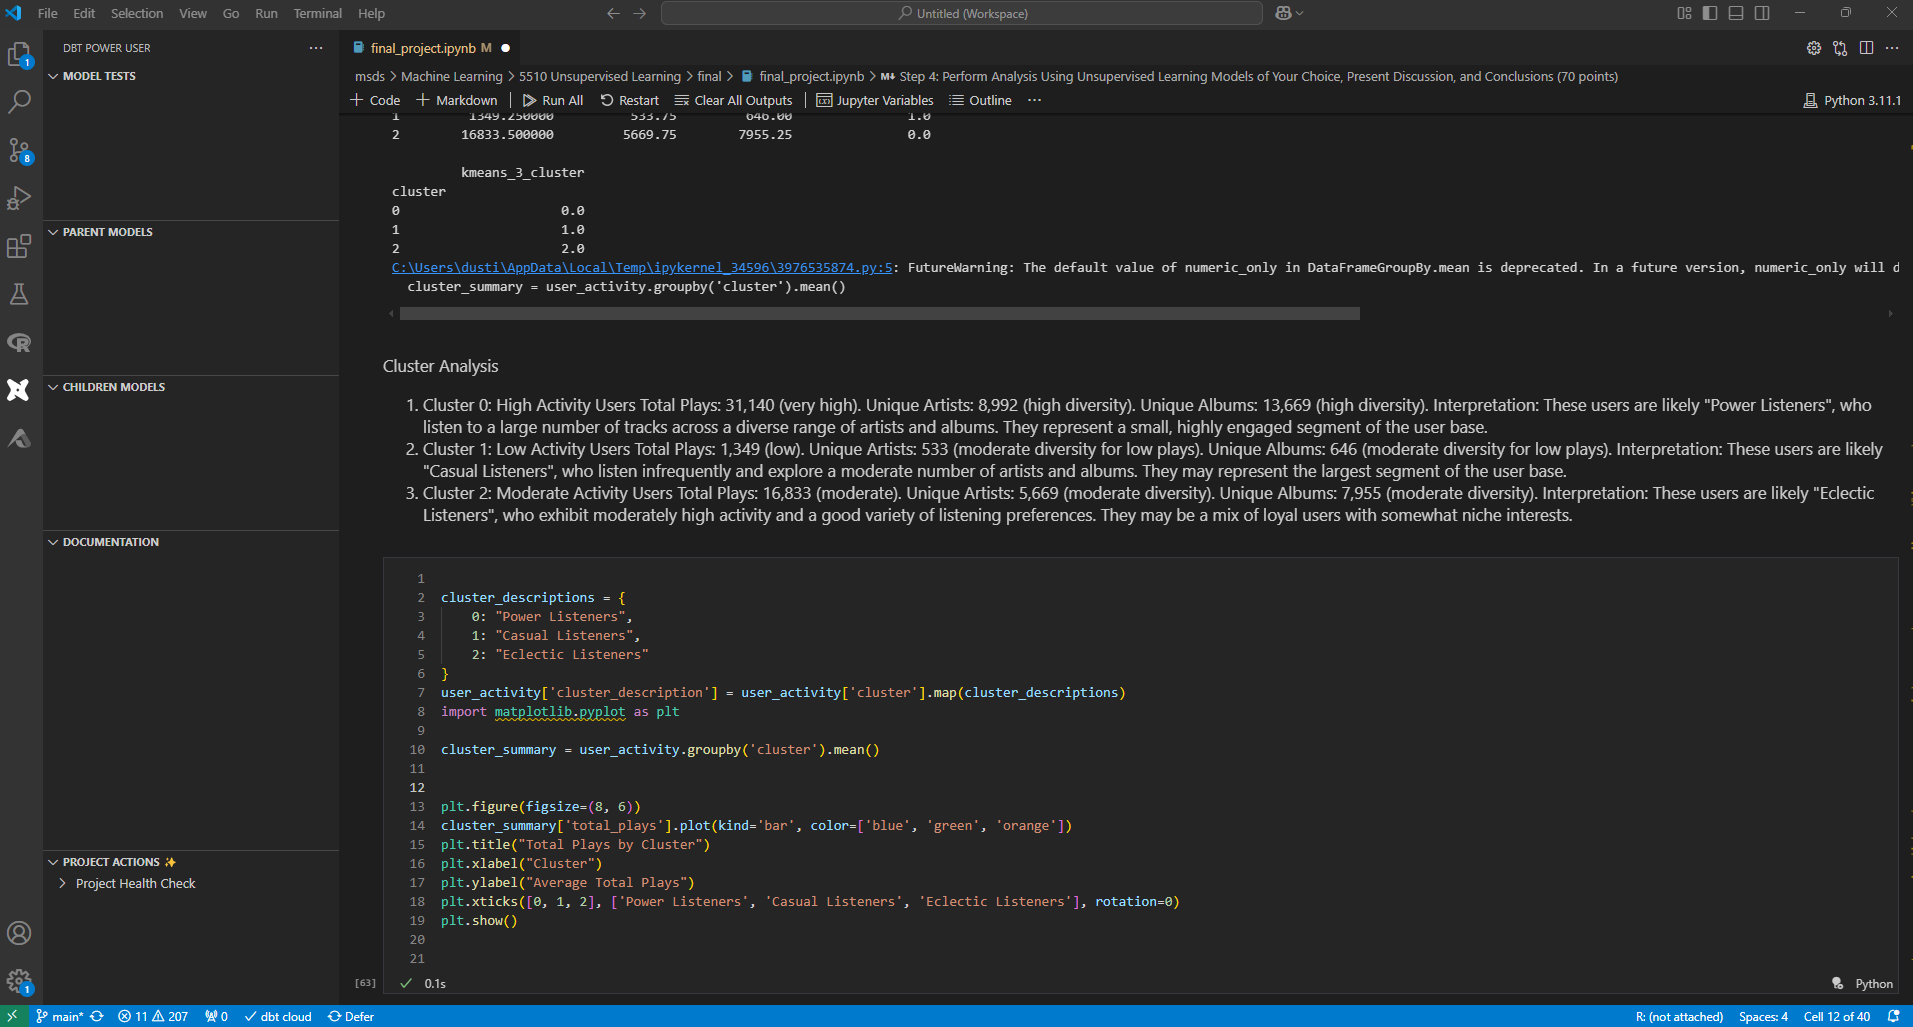 File Edit Selection View Go Run Terminal Help
Untitled (Workspace)
DBT POWER USER
final_project.ipynb M
MODEL TESTS
msds > Machine Learning > 5510 Unsupervised Learning > final > final_project.ipynb > M↓ Step 4: Perform Analysis Using Unsupervised Learning Models of Your Choice, Present Discussion, and Conclusions (70 points)
+ Code + Markdown Run All Restart Clear All Outputs Jupyter Variables Outline ... Python 3.11.1
1 1349.250000 533.75 646.00 1.0
2 16833.500000 5669.75 7955.25 0.0
kmeans_3_cluster
cluster
0 0.0
1 1.0
2 2.0
C:\Users\dusti\AppData\Local\Temp\ipykernel_34596\3976535874.py:5: FutureWarning: The default value of numeric_only in DataFrameGroupBy.mean is deprecated. In a future version, numeric_only will d
cluster_summary = user_activity.groupby('cluster').mean()
PARENT MODELS
CHILDREN MODELS
DOCUMENTATION
PROJECT ACTIONS ✨
Project Health Check
Cluster Analysis
1. Cluster 0: High Activity Users Total Plays: 31,140 (very high). Unique Artists: 8,992 (high diversity). Unique Albums: 13,669 (high diversity). Interpretation: These users are likely "Power Listeners", who
listen to a large number of tracks across a diverse range of artists and albums. They represent a small, highly engaged segment of the user base.
2. Cluster 1: Low Activity Users Total Plays: 1,349 (low). Unique Artists: 533 (moderate diversity for low plays). Unique Albums: 646 (moderate diversity for low plays). Interpretation: These users are likely
"Casual Listeners", who listen infrequently and explore a moderate number of artists and albums. They may represent the largest segment of the user base.
3. Cluster 2: Moderate Activity Users Total Plays: 16,833 (moderate). Unique Artists: 5,669 (moderate diversity). Unique Albums: 7,955 (moderate diversity). Interpretation: These users are likely "Eclectic
Listeners", who exhibit moderately high activity and a good variety of listening preferences. They may be a mix of loyal users with somewhat niche interests.
1
2 cluster_descriptions = {
3 0: "Power Listeners",
4 1: "Casual Listeners",
5 2: "Eclectic Listeners"
6 }
7 user_activity['cluster_description'] = user_activity['cluster'].map(cluster_descriptions)
8 import matplotlib.pyplot as plt
9
10 cluster_summary = user_activity.groupby('cluster').mean()
11
12
13 plt.figure(figsize=(8, 6))
14 cluster_summary['total_plays'].plot(kind='bar', color=['blue', 'green', 'orange'])
15 plt.title("Total Plays by Cluster")
16 plt.xlabel("Cluster")
17 plt.ylabel("Average Total Plays")
18 plt.xticks([0, 1, 2], ['Power Listeners', 'Casual Listeners', 'Eclectic Listeners'], rotation=0)
19 plt.show()
20
21
[63] ✓ 0.1s Python
1
8
1
main* 11 207 0 ✓ dbt cloud Defer R: (not attached) Spaces: 4 Cell 12 of 40